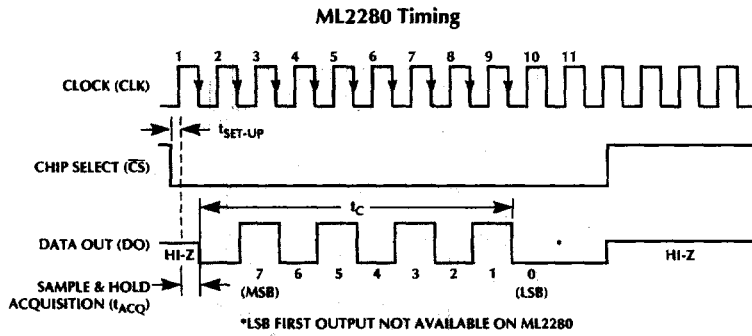 ML2280 Timing
1 2 3 4 5 6 7 8 9 10 11
CLOCK (CLK)
tSET-UP
CHIP SELECT (CS)
tC
DATA OUT (DO)
HI-Z
*
HI-Z
7 6 5 4 3 2 1 0
(MSB) (LSB)
SAMPLE & HOLD
ACQUISITION (tACQ)
*LSB FIRST OUTPUT NOT AVAILABLE ON ML2280